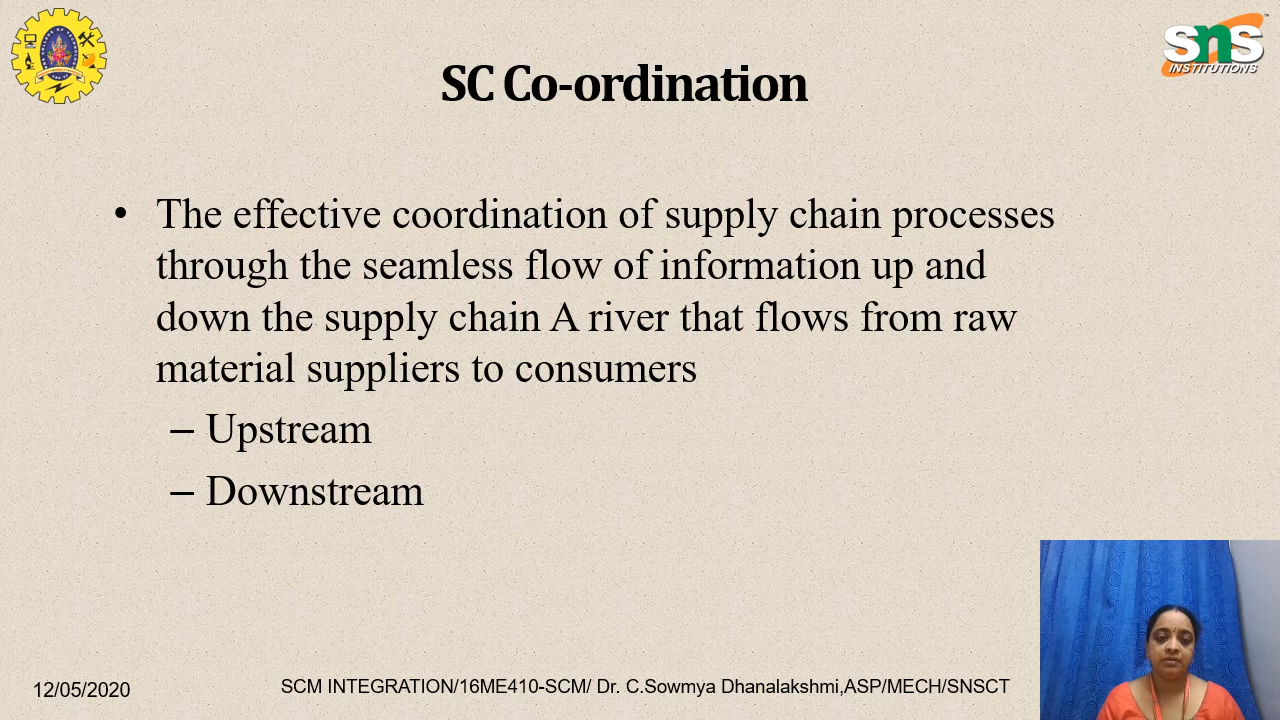 SNS
INSTITUTIONS
SC Co-ordination
• The effective coordination of supply chain processes
through the seamless flow of information up and
down the supply chain A river that flows from raw
material suppliers to consumers
– Upstream
– Downstream
12/05/2020
SCM INTEGRATION/16ME410-SCM/ Dr. C.Sowmya Dhanalakshmi,ASP/MECH/SNSCT